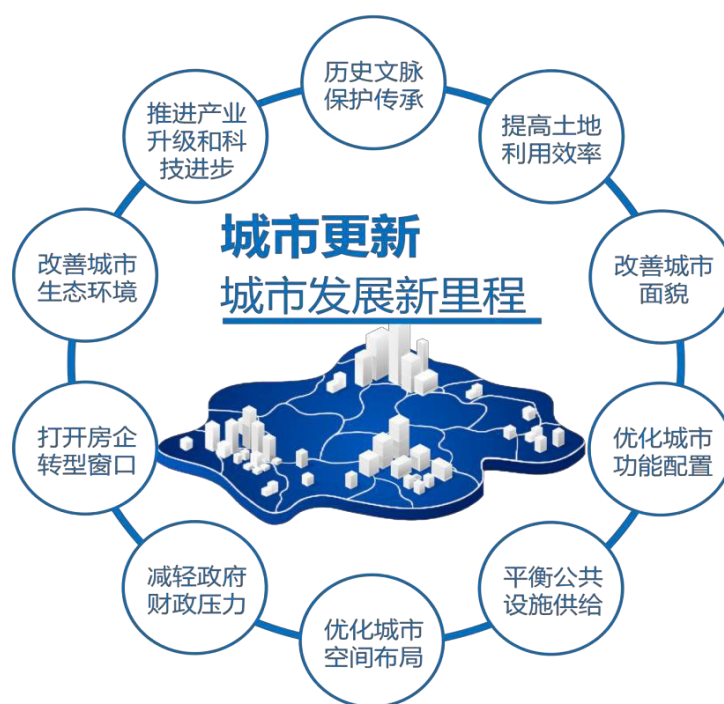 历史文脉
保护传承
提高土地
利用效率
改善城市
面貌
优化城市
功能配置
平衡公共
设施供给
优化城市
空间布局
减轻政府
财政压力
打开房企
转型窗口
改善城市
生态环境
推进产业
升级和科
技进步
城市更新
城市发展新里程